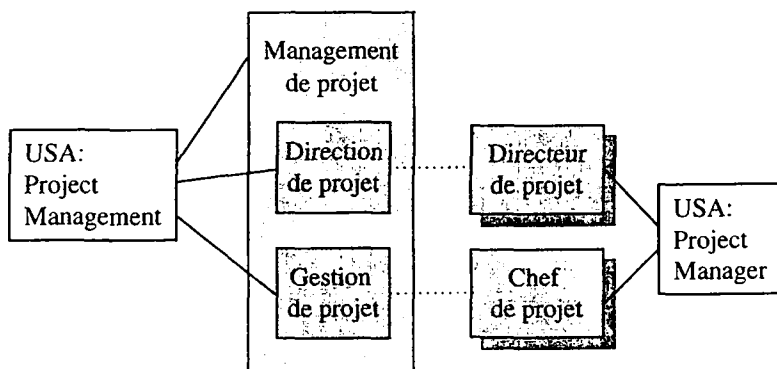 Management
de projet
USA:
Project
Management
Direction
de projet
Directeur
de projet
Gestion
de projet
Chef
de projet
USA:
Project
Manager